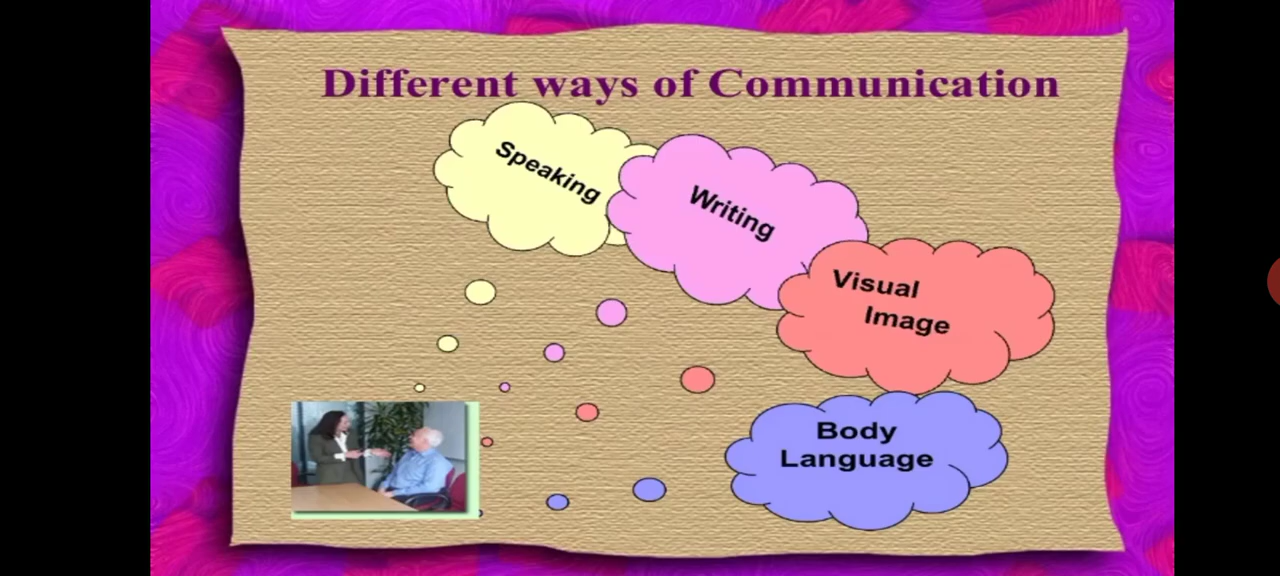 Different ways of Communication
Speaking
Writing
Visual
Image
Body
Language